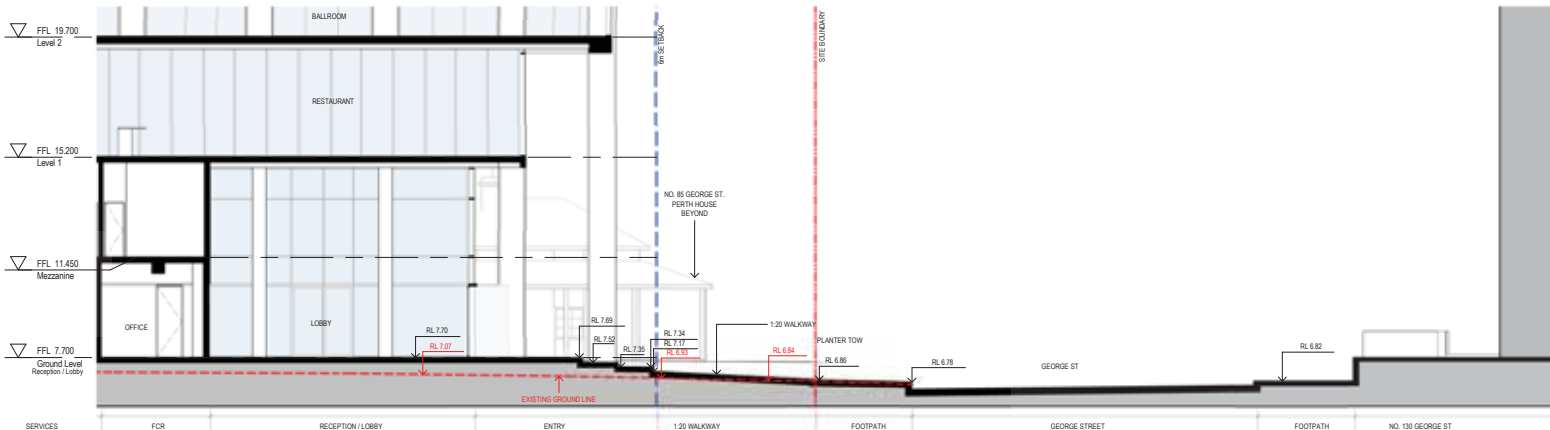 BALLROOM
FFL 19.700
Level 2
6m SETBACK
SITE BOUNDARY
RESTAURANT
FFL 15.200
Level 1
NO. 85 GEORGE ST.
PERTH HOUSE
BEYOND
FFL 11.450
Mezzanine
OFFICE
LOBBY
RL 7.70
RL 7.07
RL 7.69
RL 7.52
RL 7.35
RL 7.34
RL 7.17
RL 6.93
1:20 WALKWAY
RL 6.84
PLANTER TOW
RL 6.86
RL 6.78
GEORGE ST
RL 6.82
FFL 7.700
Ground Level
Reception / Lobby
EXISTING GROUND LINE
SERVICES
FCR
RECEPTION / LOBBY
ENTRY
1:20 WALKWAY
FOOTPATH
GEORGE STREET
FOOTPATH
NO. 130 GEORGE ST